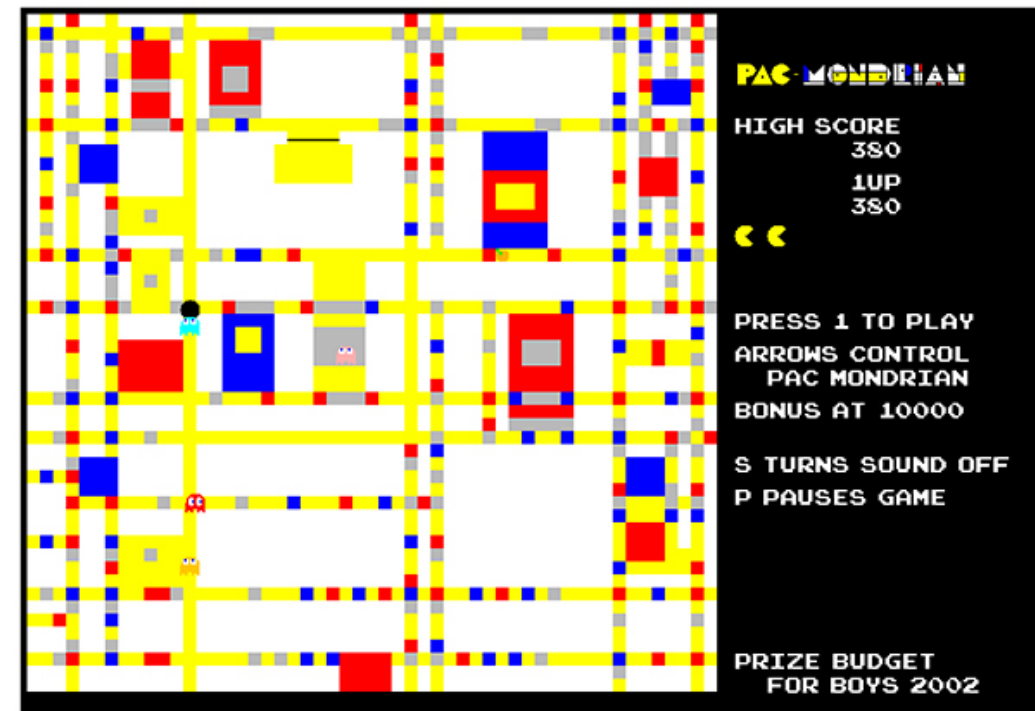 PAC-MONDRIAN
HIGH SCORE
380
1UP
380
PRESS 1 TO PLAY
ARROWS CONTROL
PAC MONDRIAN
BONUS AT 10000
S TURNS SOUND OFF
P PAUSES GAME
PRIZE BUDGET
FOR BOYS 2002